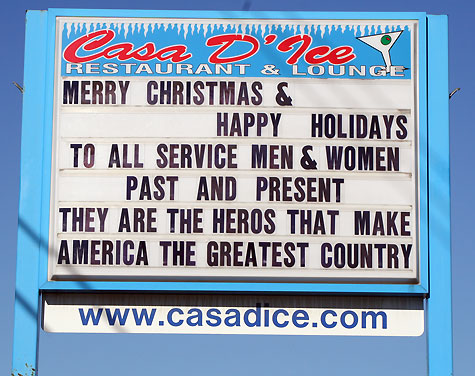 Casa D'Ice
RESTAURANT & LOUNGE
MERRY CHRISTMAS &
HAPPY HOLIDAYS
TO ALL SERVICE MEN & WOMEN
PAST AND PRESENT
THEY ARE THE HEROS THAT MAKE
AMERICA THE GREATEST COUNTRY
www.casadice.com